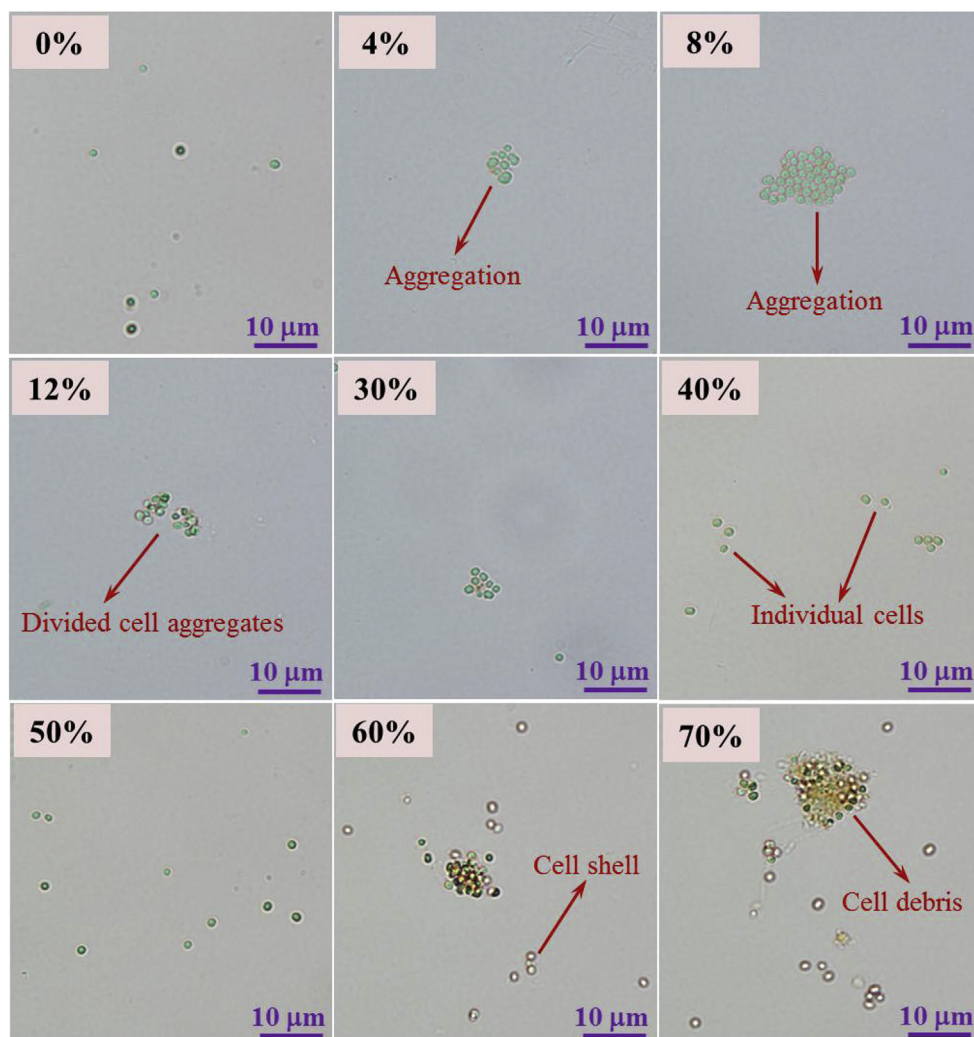 0%
4%
8%
Aggregation
Aggregation
10 μm
10 μm
10 μm
12%
30%
40%
Divided cell aggregates
Individual cells
10 μm
10 μm
10 μm
50%
60%
70%
Cell shell
Cell debris
10 μm
10 μm
10 μm